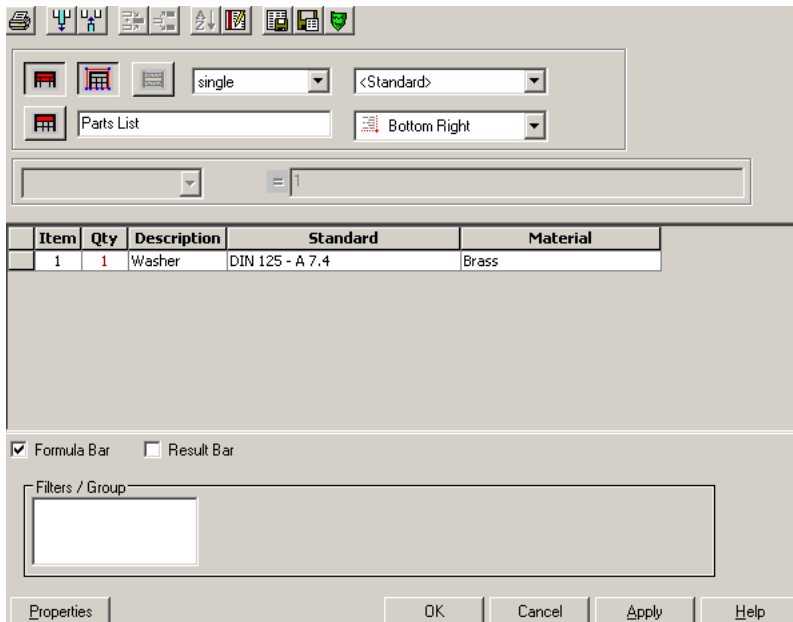 single <Standard>
Parts List Bottom Right
= 1
Item Qty Description Standard Material
1 1 Washer DIN 125 - A 7.4 Brass
Formula Bar Result Bar
Filters / Group
Properties OK Cancel Apply Help